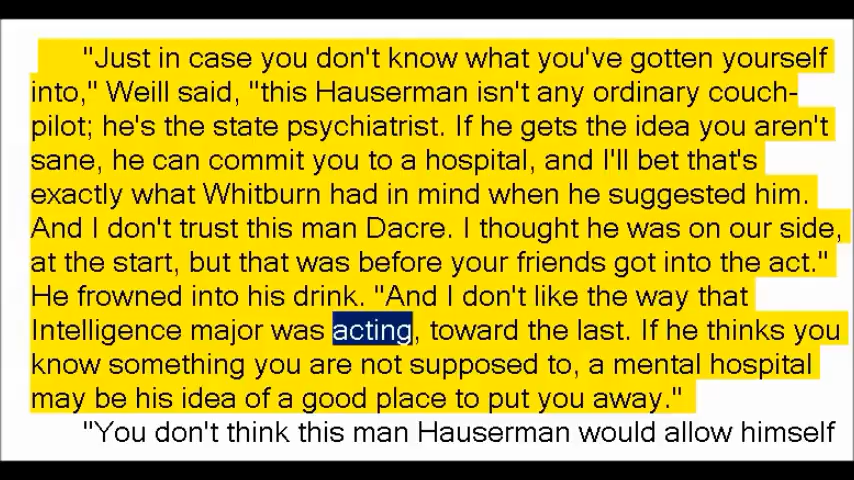 "Just in case you don't know what you've gotten yourself
into," Weill said, "this Hauserman isn't any ordinary couch-
pilot; he's the state psychiatrist. If he gets the idea you aren't
sane, he can commit you to a hospital, and I'll bet that's
exactly what Whitburn had in mind when he suggested him.
And I don't trust this man Dacre. I thought he was on our side,
at the start, but that was before your friends got into the act."
He frowned into his drink. "And I don't like the way that
Intelligence major was acting, toward the last. If he thinks you
know something you are not supposed to, a mental hospital
may be his idea of a good place to put you away."
"You don't think this man Hauserman would allow himself